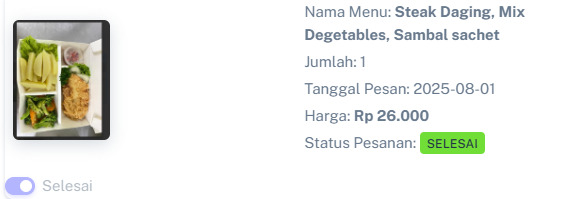 Nama Menu: Steak Daging, Mix
Degetables, Sambal sachet
Jumlah: 1
Tanggal Pesan: 2025-08-01
Harga: Rp 26.000
Status Pesanan: SELESAI
Selesai